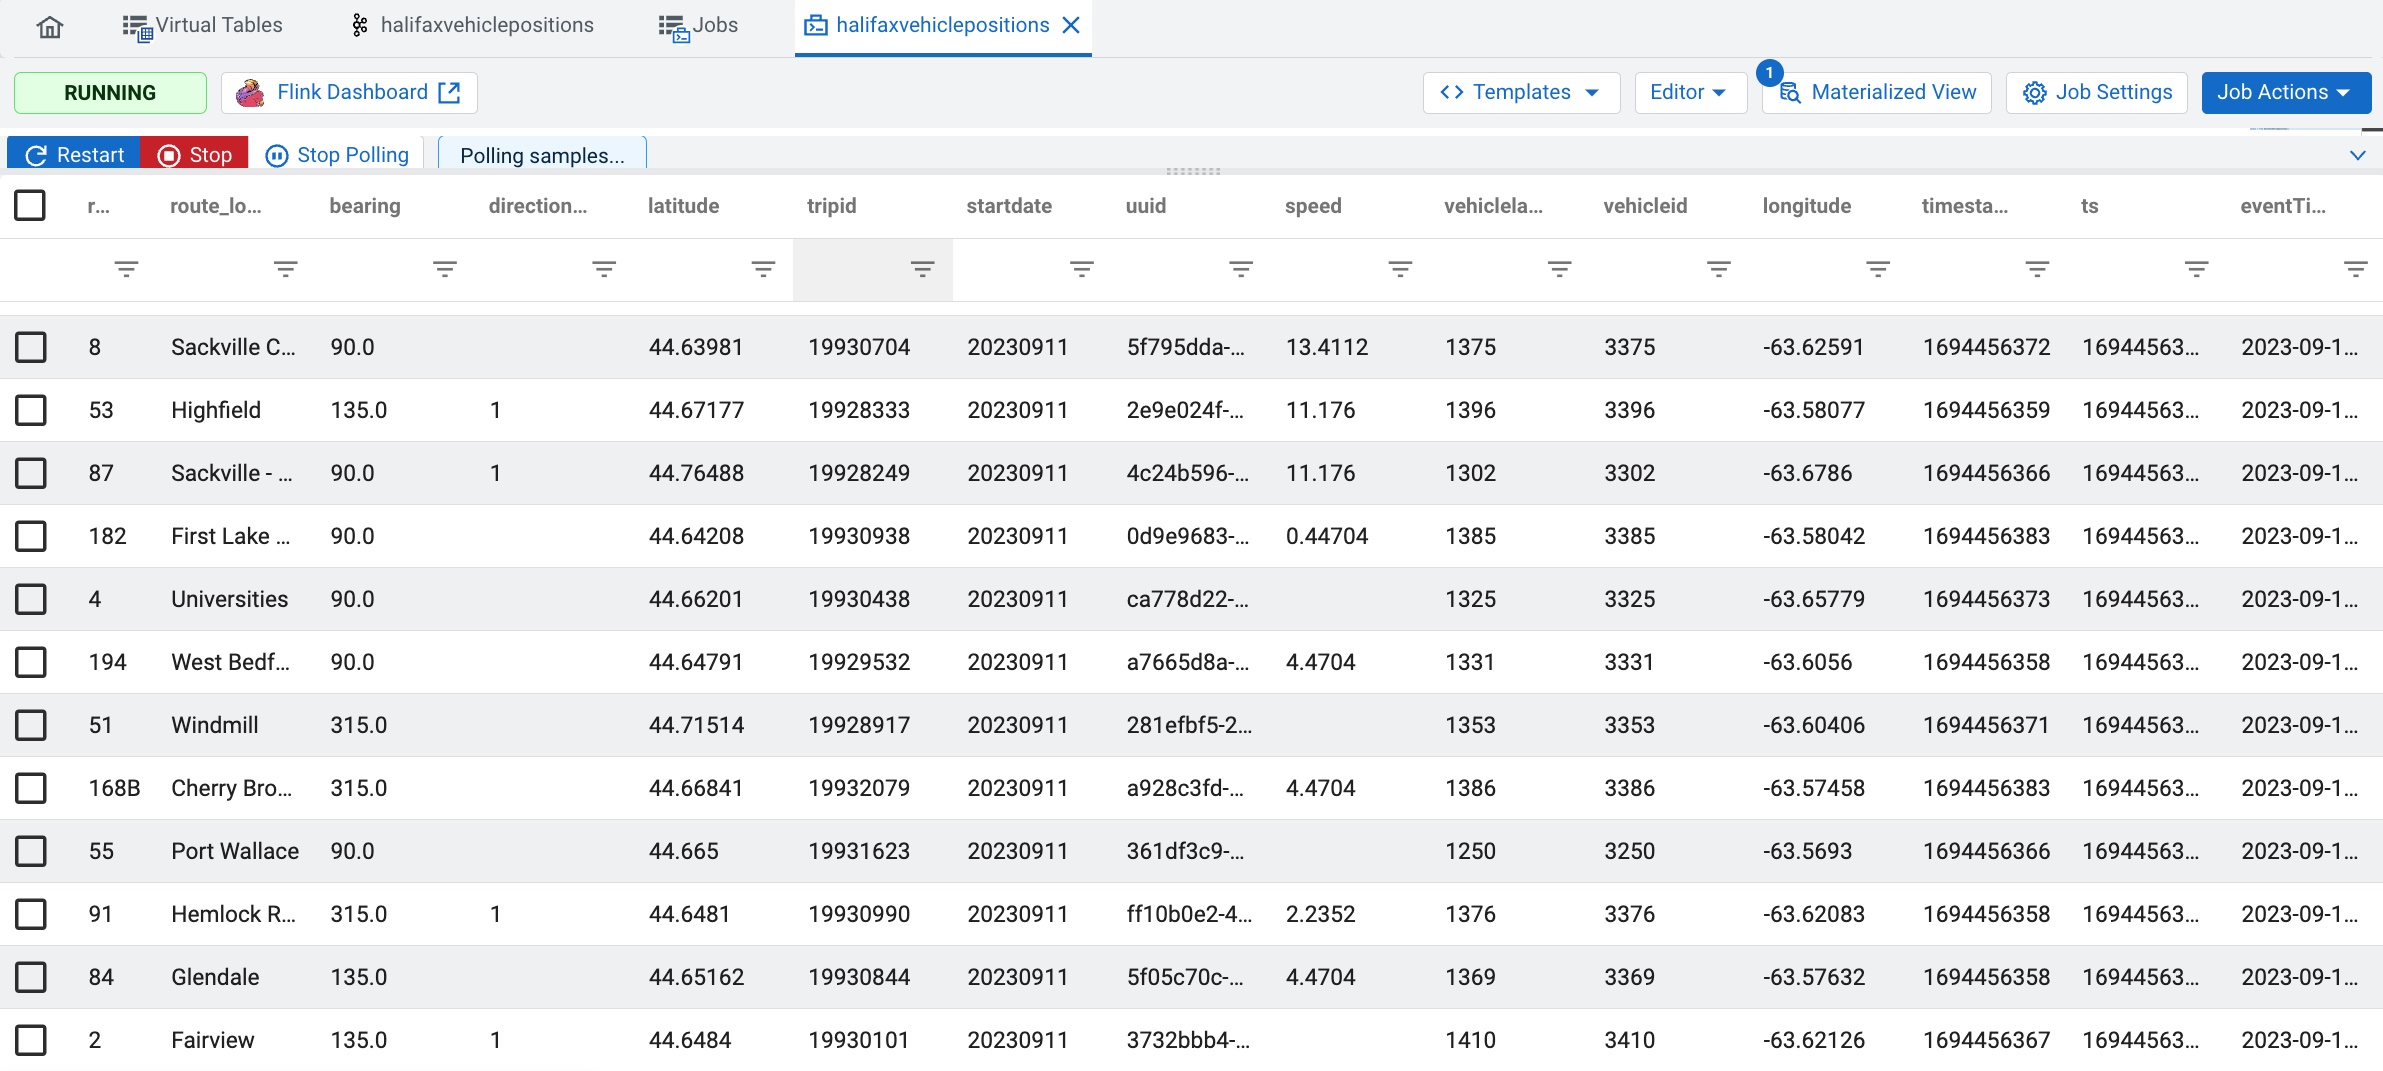 Virtual Tables halifaxvehiclepositions Jobs halifaxvehiclepositions
RUNNING Flink Dashboard Templates Editor 1 Materialized View Job Settings Job Actions
Restart Stop Stop Polling Polling samples...
r... route_lo... bearing direction... latitude tripid startdate uuid speed vehiclela... vehicleid longitude timesta... ts eventTi...
8 Sackville C... 90.0 44.63981 19930704 20230911 5f795dda-... 13.4112 1375 3375 -63.62591 1694456372 16944563... 2023-09-1...
53 Highfield 135.0 1 44.67177 19928333 20230911 2e9e024f-... 11.176 1396 3396 -63.58077 1694456359 16944563... 2023-09-1...
87 Sackville - ... 90.0 1 44.76488 19928249 20230911 4c24b596-... 11.176 1302 3302 -63.6786 1694456366 16944563... 2023-09-1...
182 First Lake ... 90.0 44.64208 19930938 20230911 0d9e9683-... 0.44704 1385 3385 -63.58042 1694456383 16944563... 2023-09-1...
4 Universities 90.0 44.66201 19930438 20230911 ca778d22-... 1325 3325 -63.65779 1694456373 16944563... 2023-09-1...
194 West Bedf... 90.0 44.64791 19929532 20230911 a7665d8a-... 4.4704 1331 3331 -63.6056 1694456358 16944563... 2023-09-1...
51 Windmill 315.0 44.71514 19928917 20230911 281efbf5-2... 1353 3353 -63.60406 1694456371 16944563... 2023-09-1...
168B Cherry Bro... 315.0 44.66841 19932079 20230911 a928c3fd-... 4.4704 1386 3386 -63.57458 1694456383 16944563... 2023-09-1...
55 Port Wallace 90.0 44.665 19931623 20230911 361df3c9-... 1250 3250 -63.5693 1694456366 16944563... 2023-09-1...
91 Hemlock R... 315.0 1 44.6481 19930990 20230911 ff10b0e2-4... 2.2352 1376 3376 -63.62083 1694456358 16944563... 2023-09-1...
84 Glendale 135.0 44.65162 19930844 20230911 5f05c70c-... 4.4704 1369 3369 -63.57632 1694456358 16944563... 2023-09-1...
2 Fairview 135.0 1 44.6484 19930101 20230911 3732bbb4-... 1410 3410 -63.62126 1694456367 16944563... 2023-09-1...